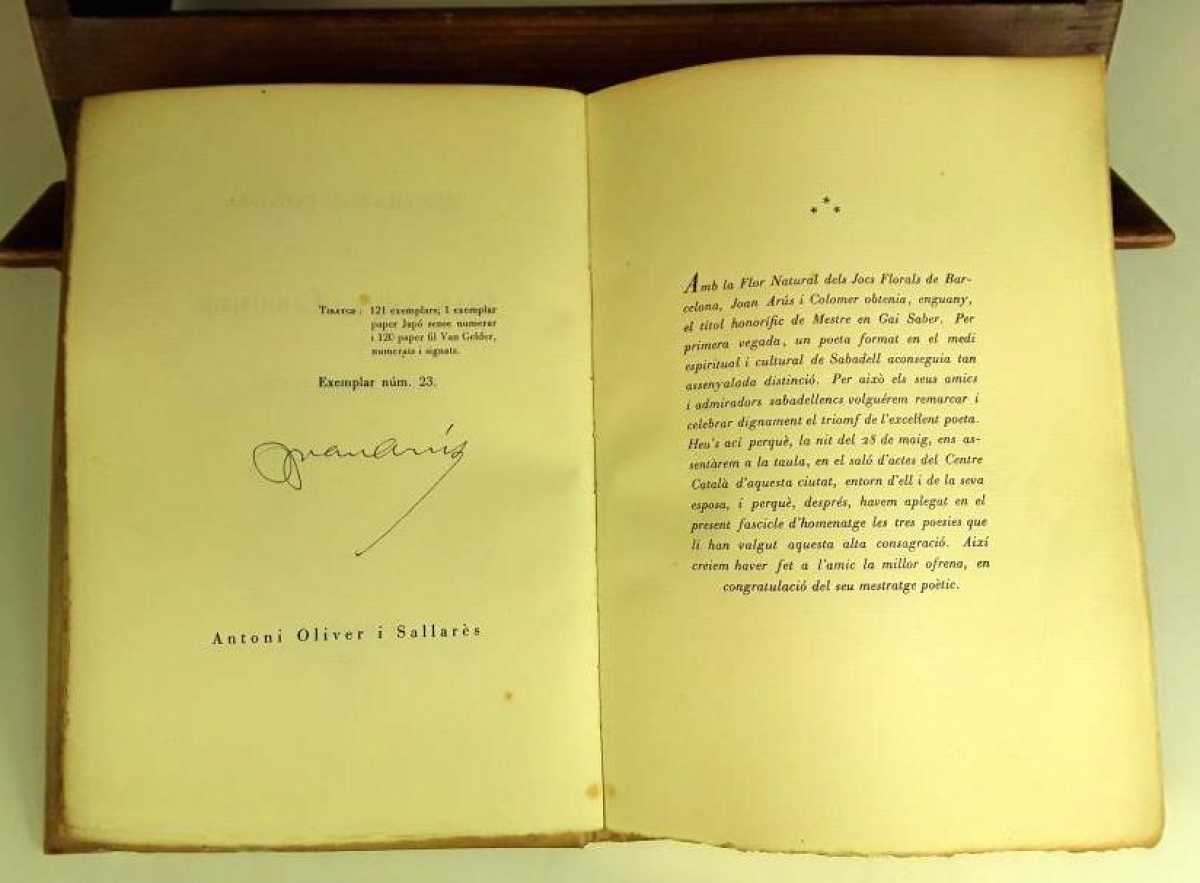 TIRATGE: 121 exemplars; 1 exemplar
paper Japó sense numerar
i 120 paper fil Van Gelder,
numerats i signats.
Exemplar núm. 23.
Joan Arús
Antoni Oliver i Sallarès
***
Amb la Flor Natural dels Jocs Florals de Bar-
celona, Joan Arús i Colomer obtenia, enguany,
el títol honorífic de Mestre en Gai Saber. Per
primera vegada, un poeta format en el medi
espiritual i cultural de Sabadell aconseguia tan
assenyalada distinció. Per això els seus amics
i admiradors sabadellencs volguérem remarcar i
celebrar dignament el triomf de l'excel·lent poeta.
Heu's ací perquè, la nit del 28 de maig, ens as-
sentàrem a la taula, en el saló d'actes del Centre
Català d'aquesta ciutat, entorn d'ell i de la seva
esposa, i perquè, després, havem aplegat en el
present fascicle d'homenatge les tres poesies que
li han valgut aquesta alta consagració. Així
creiem haver fet a l'amic la millor ofrena, en
congratulació del seu mestratge poètic.